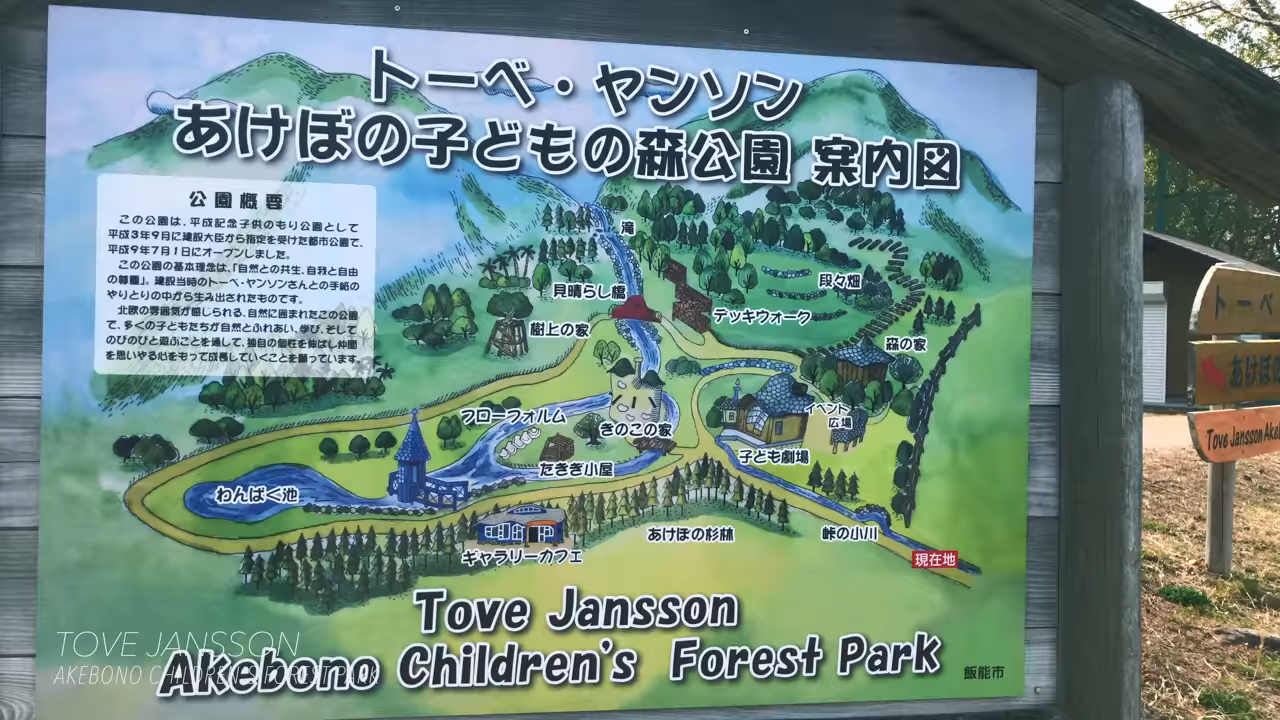 トーベ・ヤンソン
あけぼの子どもの森公園 案内図
公園概要
この公園は、平成記念子供のもり公園として
平成3年9月に建設大臣から指定を受けた都市公園で、
平成9年7月1日にオープンしました。
この公園の基本理念は、「自然との共生、自我と自由
の尊重」。建設当時のトーベ・ヤンソンさんとの手紙の
やりとりの中から生み出されたものです。
北欧の雰囲気が感じられる、自然に囲まれたこの公園
で、多くの子どもたちが自然とふれあい、学び、そして
のびのびと遊ぶことを通して、独自の個性を伸ばし仲間
を思いやる心をもって成長していくことを願っています。
滝
見晴らし橋
段々畑
デッキウォーク
樹上の家
森の家
フローフォルム
イベント
広場
きのこの家
子ども劇場
たきぎ小屋
わんぱく池
あけぼの杉林
峠の小川
ギャラリーカフェ
現在地
Tove Jansson
Akebono Children's Forest Park
飯能市
TOVE JANSSON
AKEBONO CHILDREN'S FOREST PARK
トーベ
あけぼの
Tove Jansson Ake